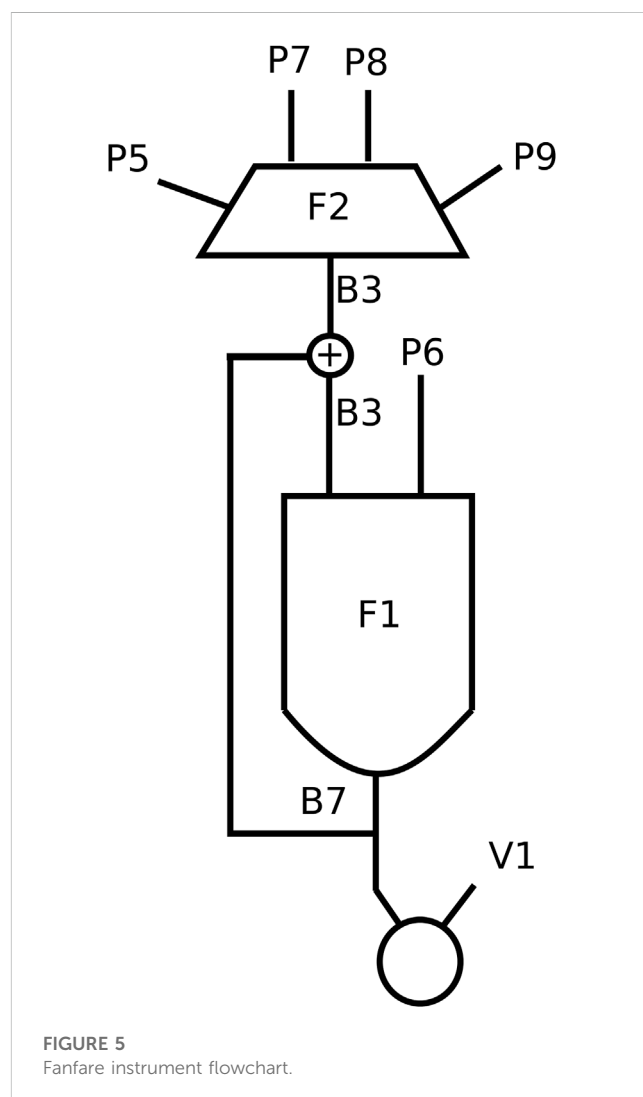 P7 P8
P5 P9
F2
B3
+
P6
B3
F1
B7
V1
FIGURE 5
Fanfare instrument flowchart.